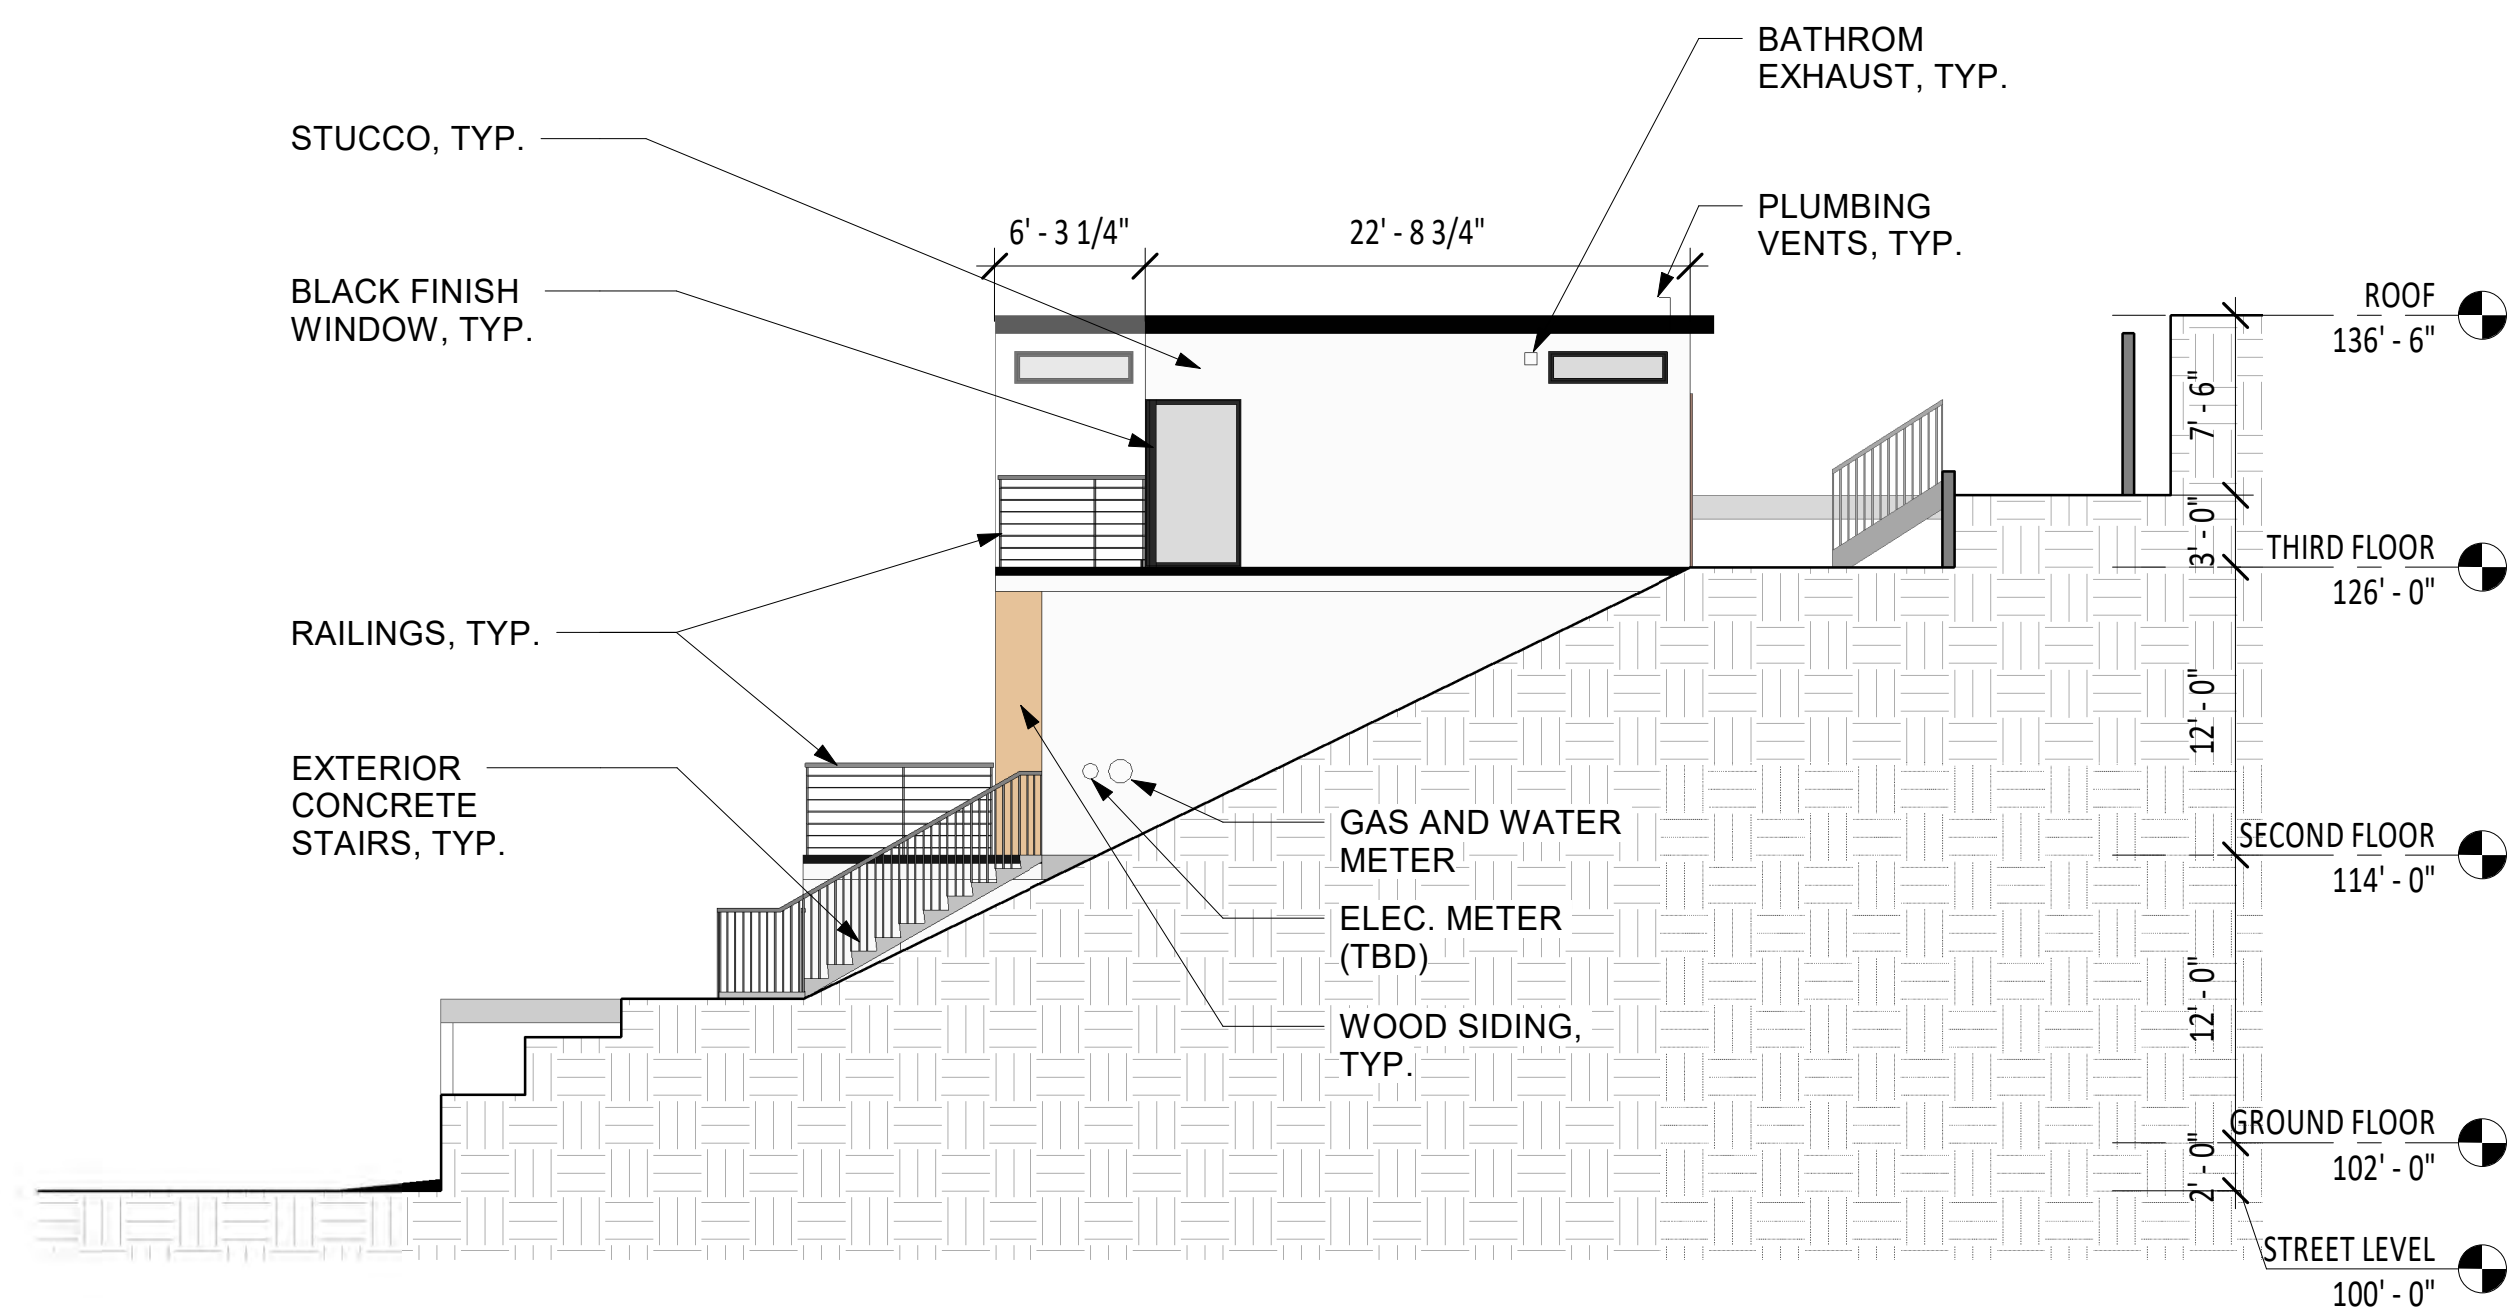 BATHROM
EXHAUST, TYP.
STUCCO, TYP.
PLUMBING
VENTS, TYP.
6' - 3 1/4"
22' - 8 3/4"
BLACK FINISH
WINDOW, TYP.
ROOF
136' - 6"
7' - 6"
3' - 0"
THIRD FLOOR
126' - 0"
RAILINGS, TYP.
12' - 0"
EXTERIOR
CONCRETE
STAIRS, TYP.
GAS AND WATER
METER
SECOND FLOOR
114' - 0"
ELEC. METER
(TBD)
12' - 0"
WOOD SIDING,
TYP.
GROUND FLOOR
102' - 0"
2' - 0"
STREET LEVEL
100' - 0"